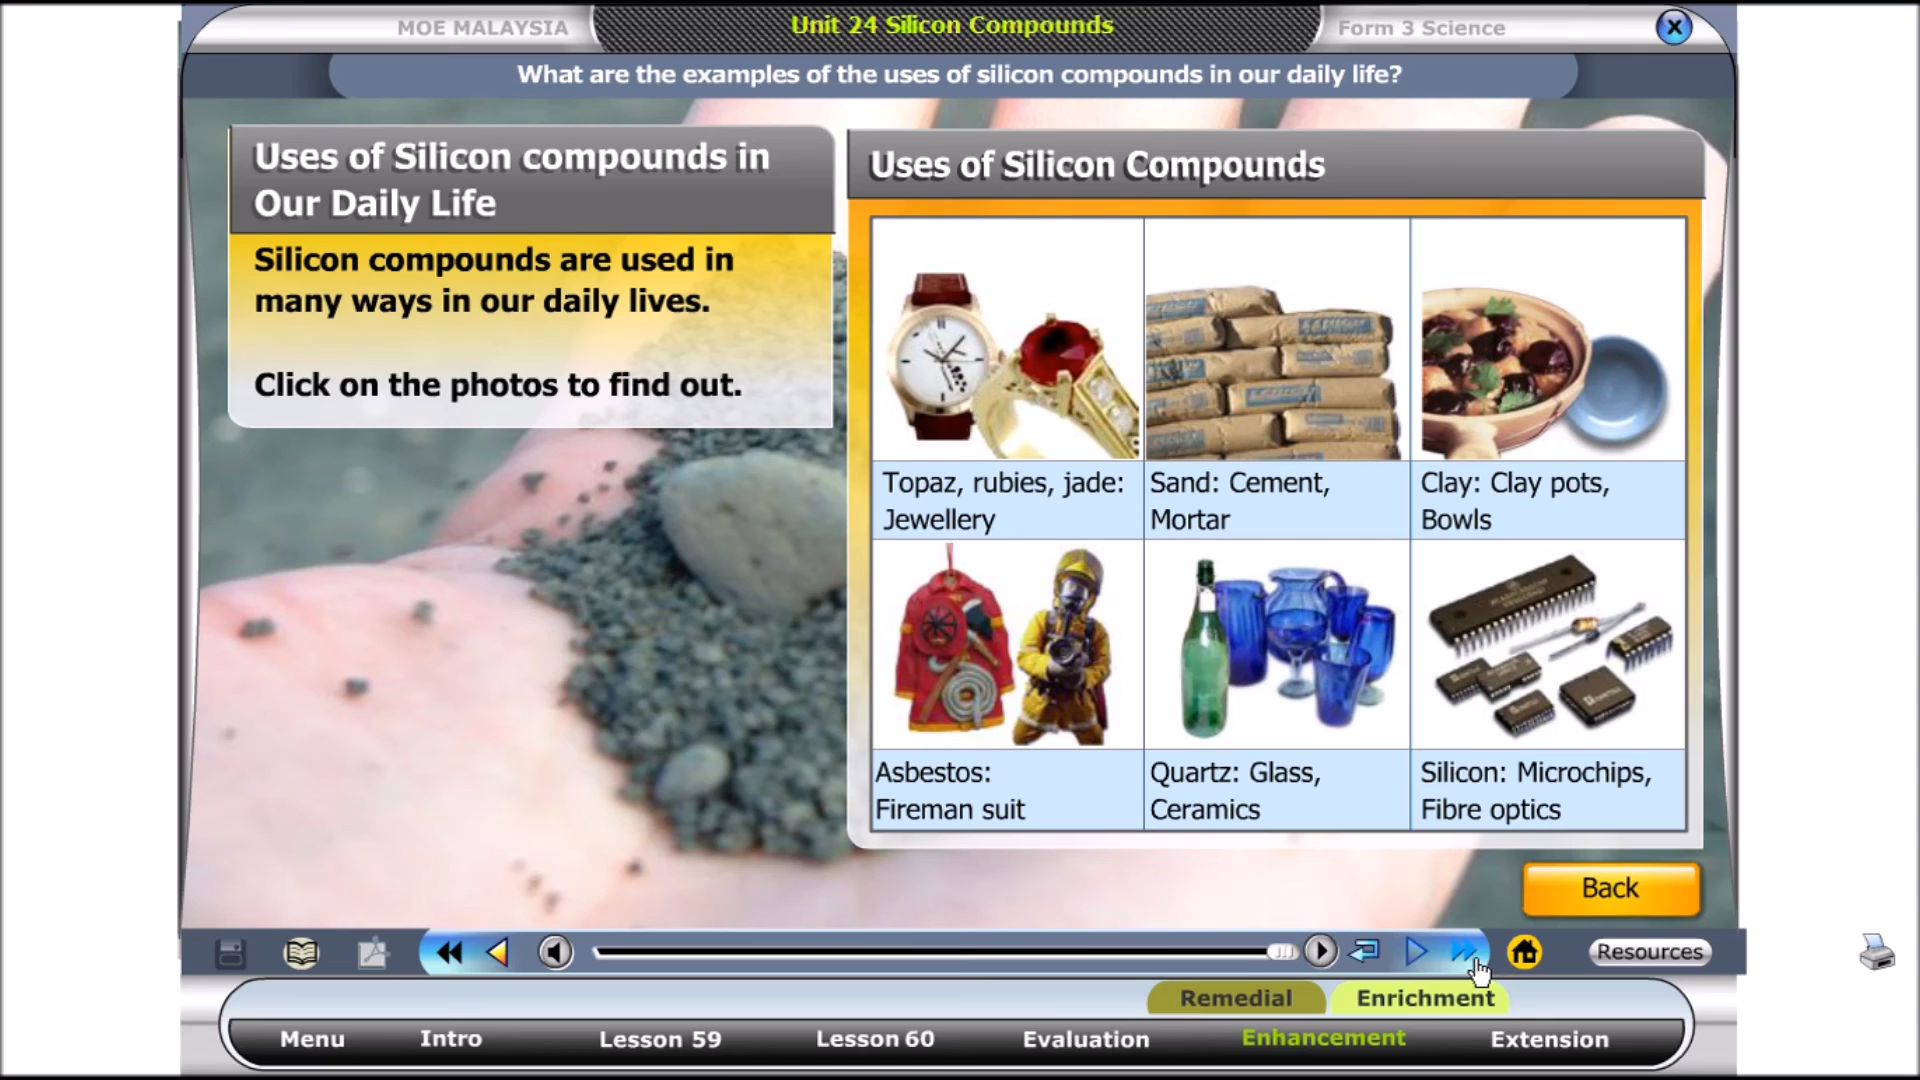 MOE MALAYSIA
Unit 24 Silicon Compounds
Form 3 Science
What are the examples of the uses of silicon compounds in our daily life?
Uses of Silicon compounds in
Our Daily Life
Silicon compounds are used in
many ways in our daily lives.
Click on the photos to find out.
Uses of Silicon Compounds
Topaz, rubies, jade:
Jewellery
Sand: Cement,
Mortar
Clay: Clay pots,
Bowls
Asbestos:
Fireman suit
Quartz: Glass,
Ceramics
Silicon: Microchips,
Fibre optics
Back
Resources
Remedial
Enrichment
Menu
Intro
Lesson 59
Lesson 60
Evaluation
Enhancement
Extension